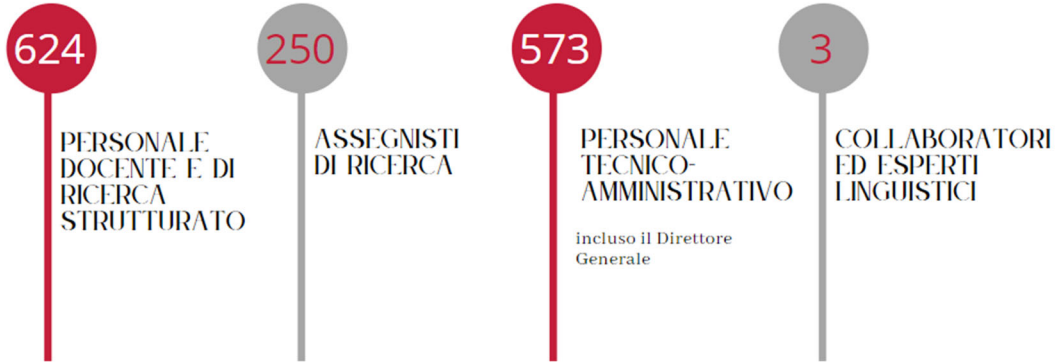 624
PERSONALE
DOCENTE E DI
RICERCA
STRUTTURATO
250
ASSEGNISTI
DI RICERCA
573
PERSONALE
TECNICO-
AMMINISTRATIVO
incluso il Direttore
Generale
3
COLLABORATORI
ED ESPERTI
LINGUISTICI